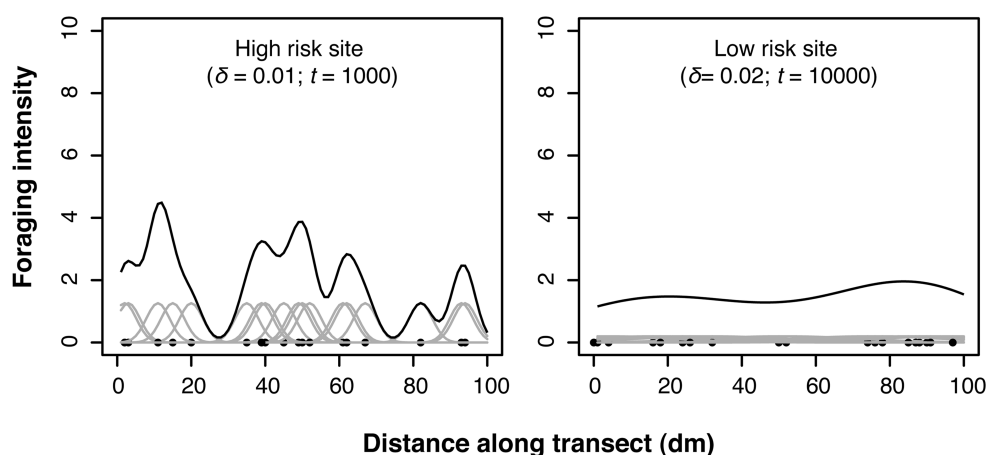 High risk site
(δ = 0.01; t = 1000)
Low risk site
(δ= 0.02; t = 10000)
Foraging intensity
0 2 4 6 8 10
0 2 4 6 8 10
0 20 40 60 80 100
0 20 40 60 80 100
Distance along transect (dm)